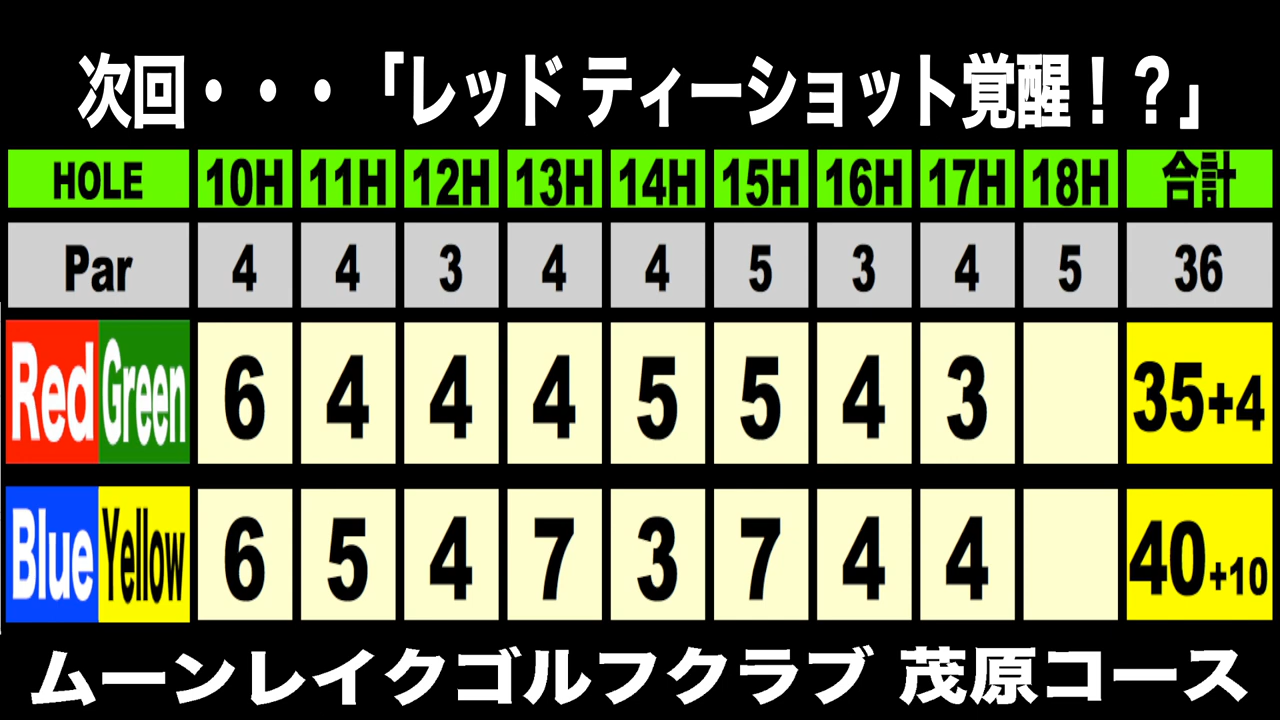 次回・・・「レッド ティーショット覚醒！？」
HOLE 10H 11H 12H 13H 14H 15H 16H 17H 18H 合計
Par 4 4 3 4 4 5 3 4 5 36
Red Green 6 4 4 4 5 5 4 3 35+4
Blue Yellow 6 5 4 7 3 7 4 4 40+10
ムーンレイクゴルフクラブ 茂原コース